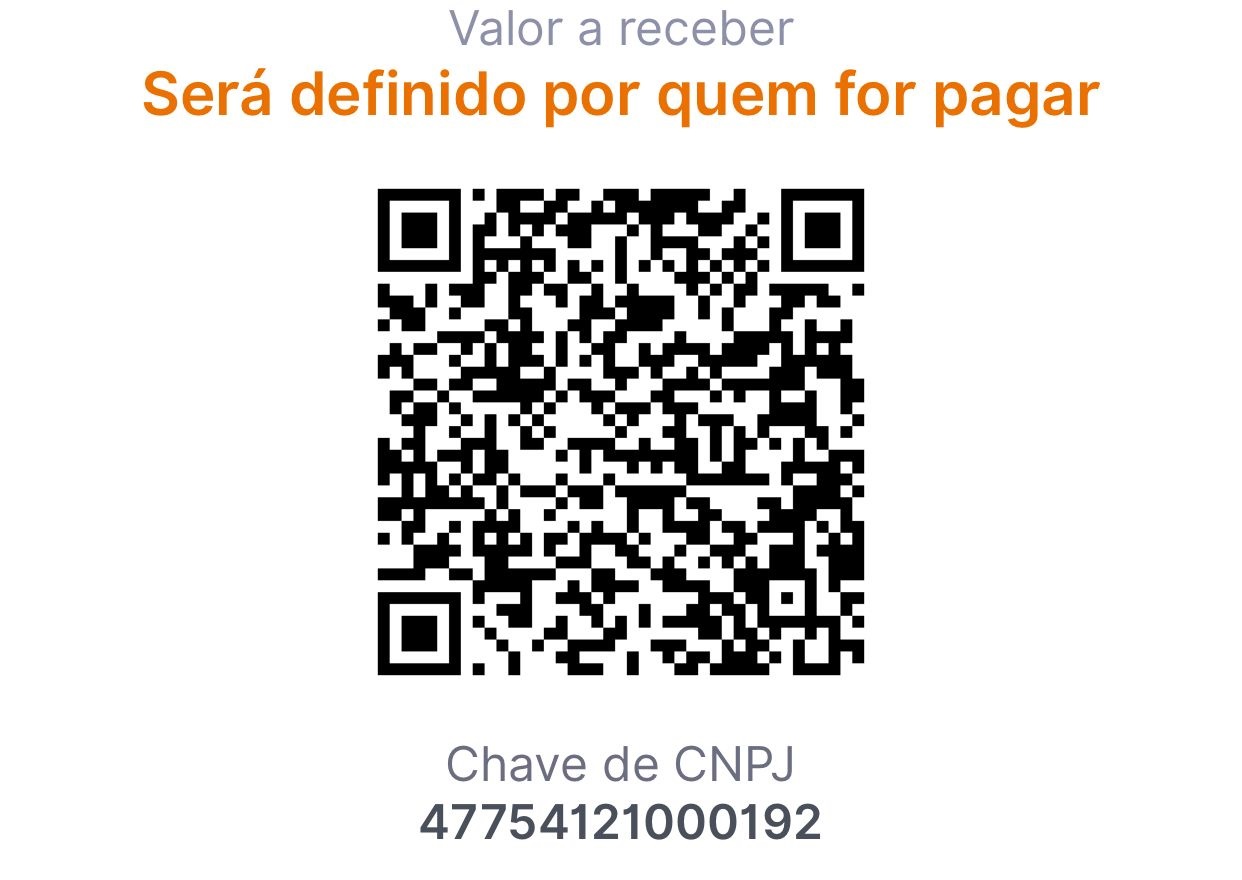 Valor a receber
Será definido por quem for pagar
Chave de CNPJ
47754121000192